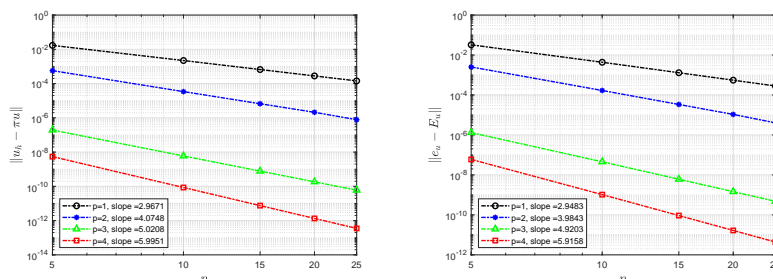 10^0
10^-2
10^-4
10^-6
10^-8
10^-10
10^-12
10^-14
‖u_h − πu‖
p=1, slope =2.9671
p=2, slope =4.0748
p=3, slope =5.0208
p=4, slope =5.9951
5 10 15 20 25
10^0
10^-2
10^-4
10^-6
10^-8
10^-10
10^-12
‖e_u − E_u‖
p=1, slope =2.9483
p=2, slope =3.9843
p=3, slope =4.9203
p=4, slope =5.9158
5 10 15 20